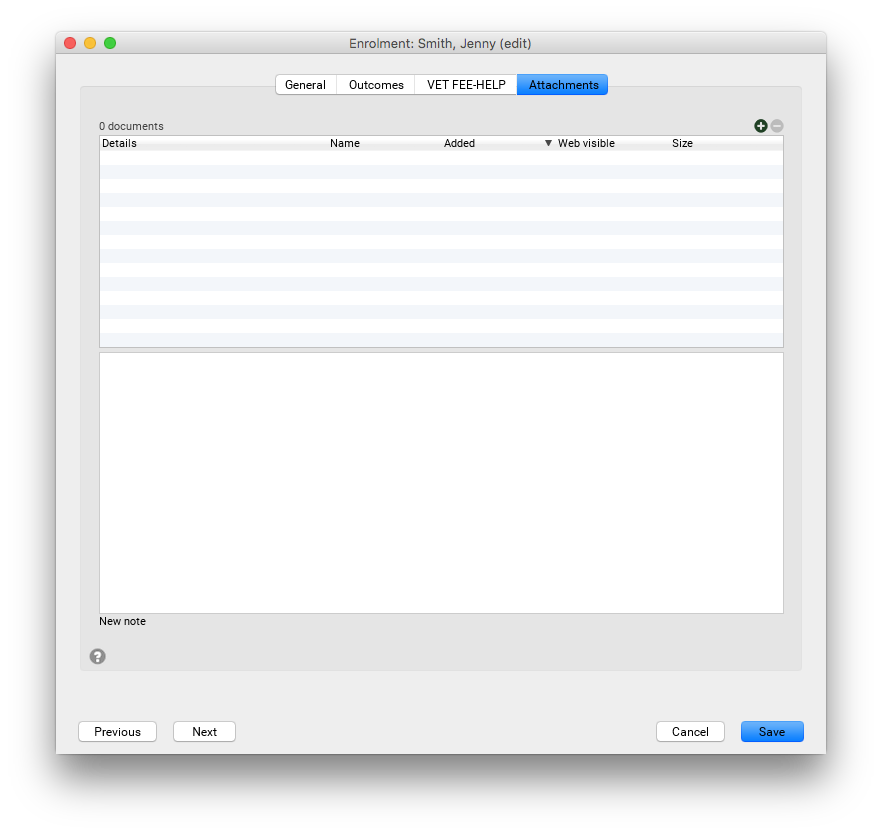 Enrolment: Smith, Jenny (edit)
General Outcomes VET FEE-HELP Attachments
0 documents
Details Name Added Web visible Size
New note
?
Previous Next Cancel Save